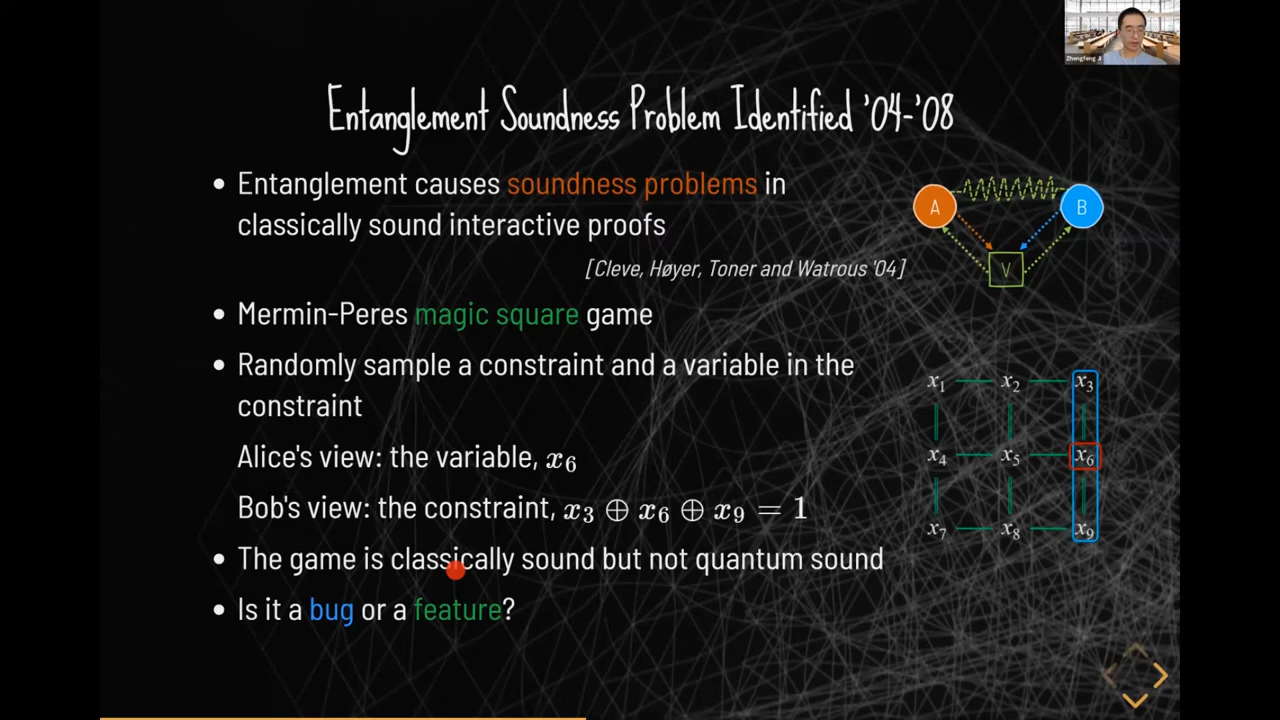 Zhengfeng Ji
Entanglement Soundness Problem Identified '04-'08
• Entanglement causes soundness problems in
classically sound interactive proofs
[Cleve, Høyer, Toner and Watrous '04]
A
B
V
• Mermin-Peres magic square game
• Randomly sample a constraint and a variable in the
constraint
Alice's view: the variable, x₆
Bob's view: the constraint, x₃ ⊕ x₆ ⊕ x₉ = 1
x₁ x₂ x₃
x₄ x₅ x₆
x₇ x₈ x₉
• The game is classically sound but not quantum sound
• Is it a bug or a feature?